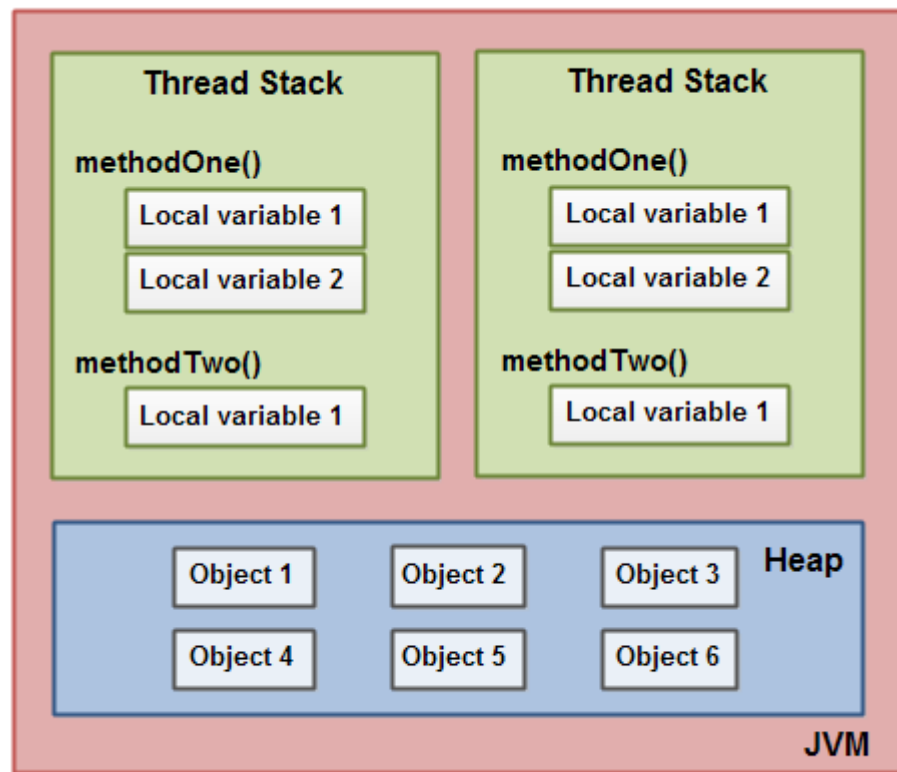 Thread Stack
methodOne()
Local variable 1
Local variable 2
methodTwo()
Local variable 1
Thread Stack
methodOne()
Local variable 1
Local variable 2
methodTwo()
Local variable 1
Heap
Object 1
Object 2
Object 3
Object 4
Object 5
Object 6
JVM